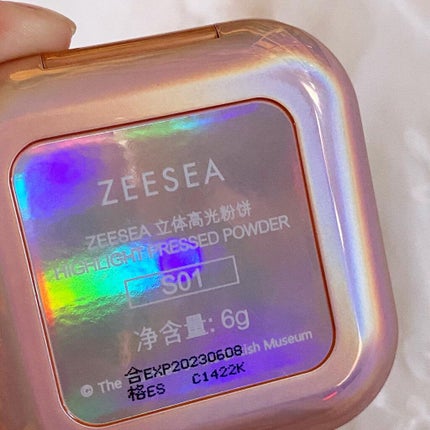 ZEESEA
ZEESEA 立体高光粉饼
HIGHLIGHT PRESSED POWDER
S01
净含量: 6g
© The ish Museum
合EXP20230608
格ES C1422K